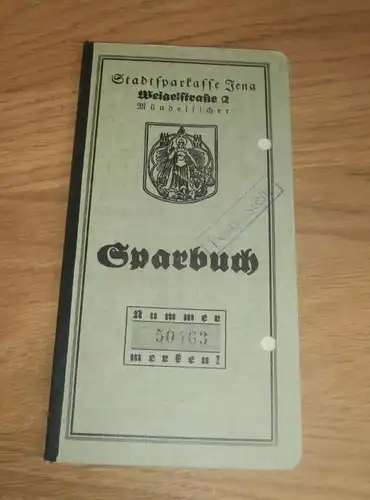 Stadtsparkasse Jena
Weigelstraße 2
Mündelsicher
Sparbuch
Nummer
50463
merken!